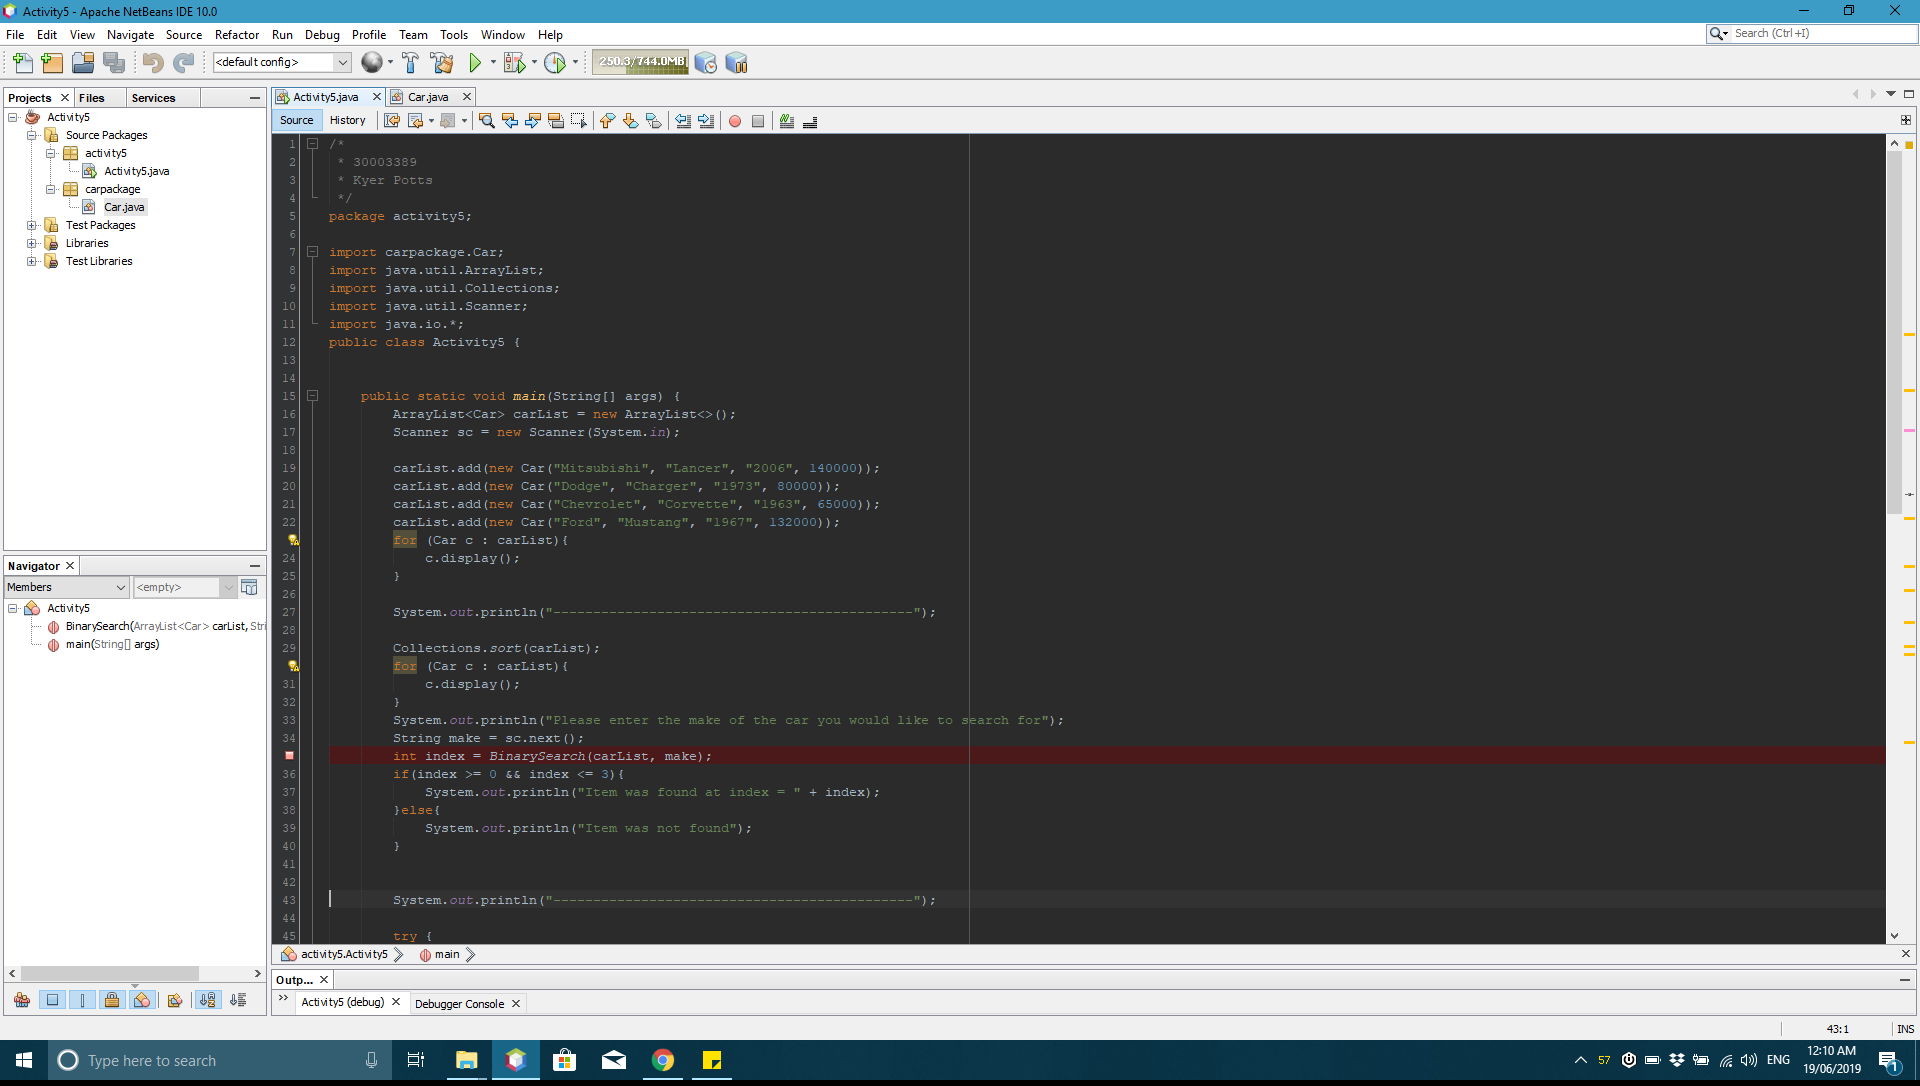 Activity5 - Apache NetBeans IDE 10.0
File Edit View Navigate Source Refactor Run Debug Profile Team Tools Window Help
Search (Ctrl+I)
<default config>
250.3/744.0MB
Projects Files Services
Activity5
Source Packages
activity5
Activity5.java
carpackage
Car.java
Test Packages
Libraries
Test Libraries
Navigator
Members <empty>
Activity5
BinarySearch(ArrayList<Car> carList, Stri
main(String[] args)
Activity5.java Car.java
Source History
1 /*
2 * 30003389
3 * Kyer Potts
4 */
5 package activity5;
6
7 import carpackage.Car;
8 import java.util.ArrayList;
9 import java.util.Collections;
10 import java.util.Scanner;
11 import java.io.*;
12 public class Activity5 {
13
14
15 public static void main(String[] args) {
16 ArrayList<Car> carList = new ArrayList<>();
17 Scanner sc = new Scanner(System.in);
18
19 carList.add(new Car("Mitsubishi", "Lancer", "2006", 140000));
20 carList.add(new Car("Dodge", "Charger", "1973", 80000));
21 carList.add(new Car("Chevrolet", "Corvette", "1963", 65000));
22 carList.add(new Car("Ford", "Mustang", "1967", 132000));
for (Car c : carList){
24 c.display();
25 }
26
27 System.out.println("---------------------------------------------");
28
29 Collections.sort(carList);
for (Car c : carList){
31 c.display();
32 }
33 System.out.println("Please enter the make of the car you would like to search for");
34 String make = sc.next();
int index = BinarySearch(carList, make);
36 if(index >= 0 && index <= 3){
37 System.out.println("Item was found at index = " + index);
38 }else{
39 System.out.println("Item was not found");
40 }
41
42
43 System.out.println("---------------------------------------------");
44
45 try {
activity5.Activity5 main
Outp...
Activity5 (debug) Debugger Console
43:1 INS
Type here to search
57 ENG
12:10 AM
19/06/2019
1